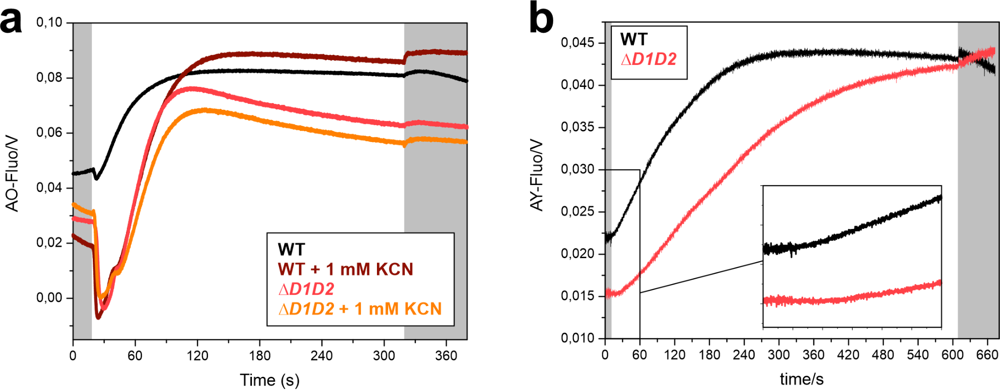 a
0,10
0,08
0,06
0,04
0,02
0,00
AO-Fluo/V
WT
WT + 1 mM KCN
ΔD1D2
ΔD1D2 + 1 mM KCN
0 60 120 180 240 300 360
Time (s)
b
0,045
0,040
0,035
0,030
0,025
0,020
0,015
0,010
AY-Fluo/V
WT
ΔD1D2
0 60 120 180 240 300 360 420 480 540 600 660
time/s